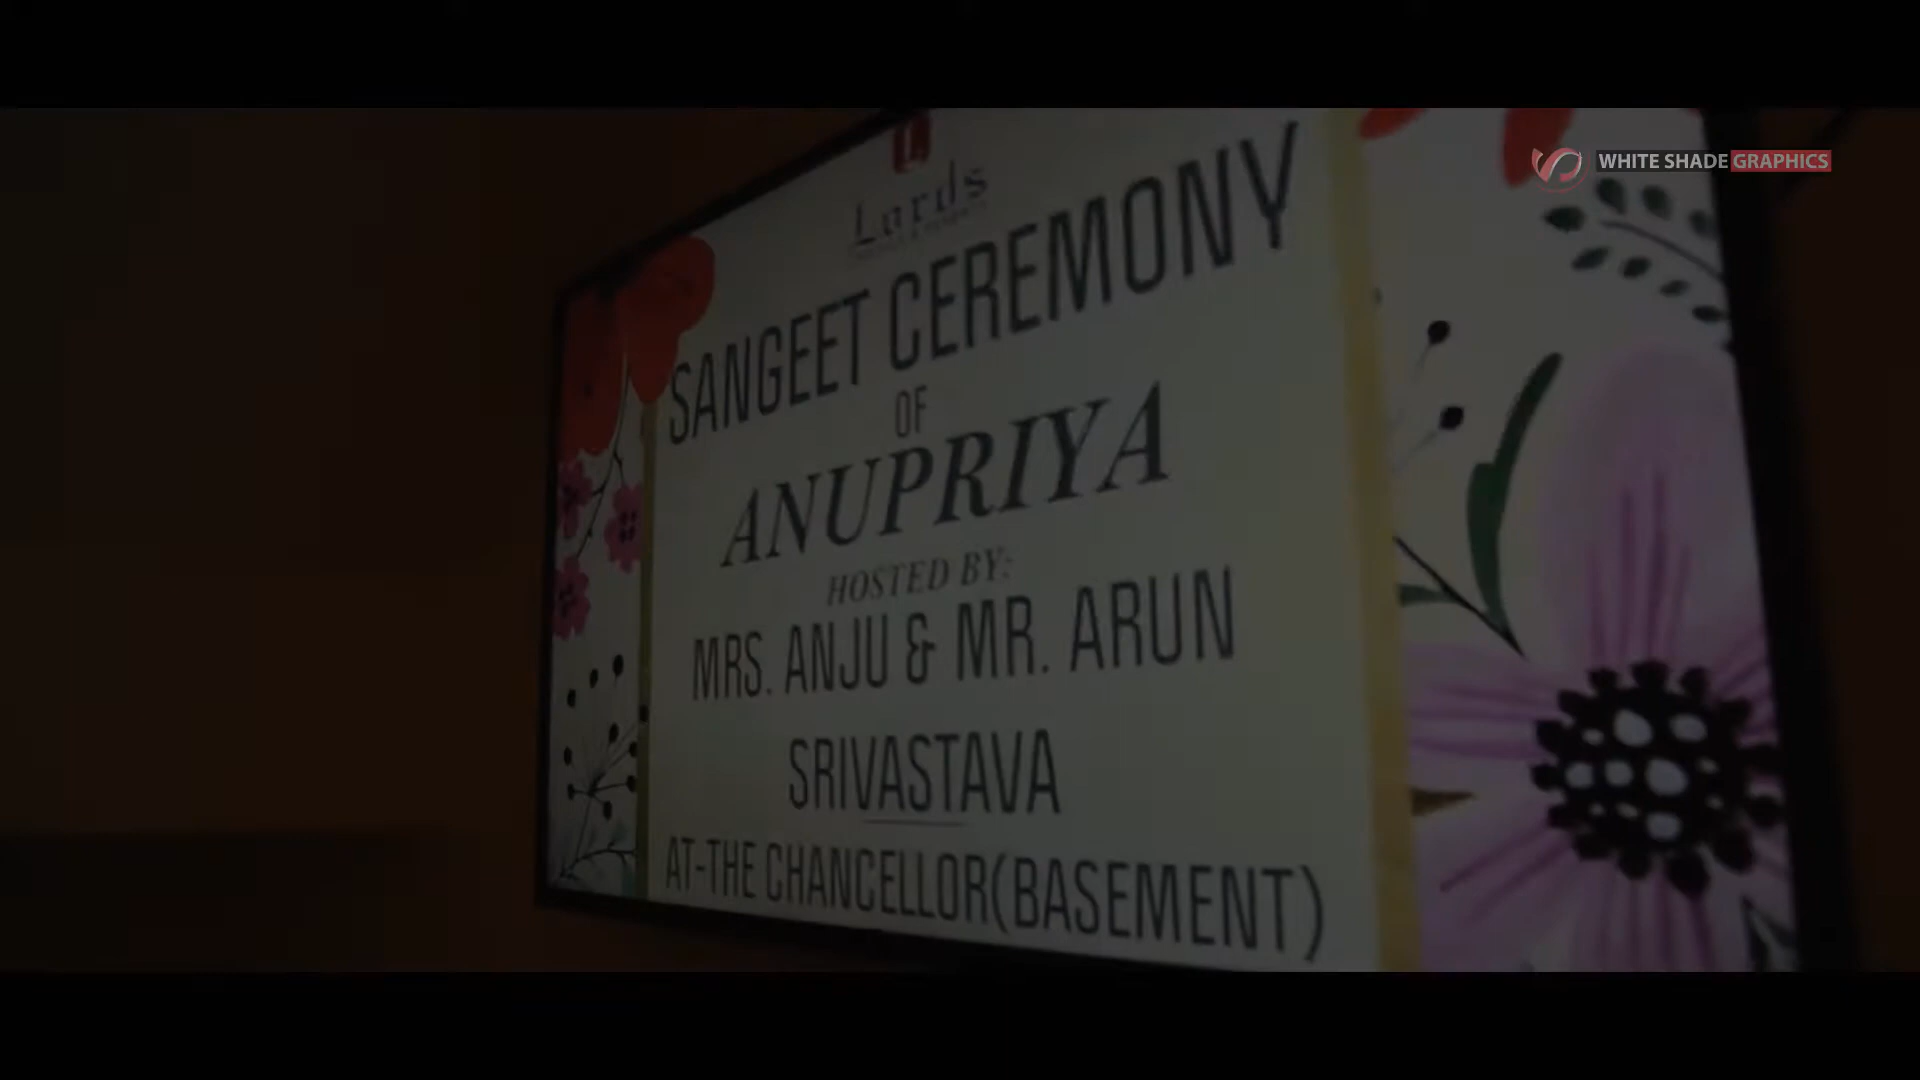 WHITE SHADE GRAPHICS
Lords
SANGEET CEREMONY
OF
ANUPRIYA
HOSTED BY:
MRS. ANJU & MR. ARUN
SRIVASTAVA
AT-THE CHANCELLOR(BASEMENT)